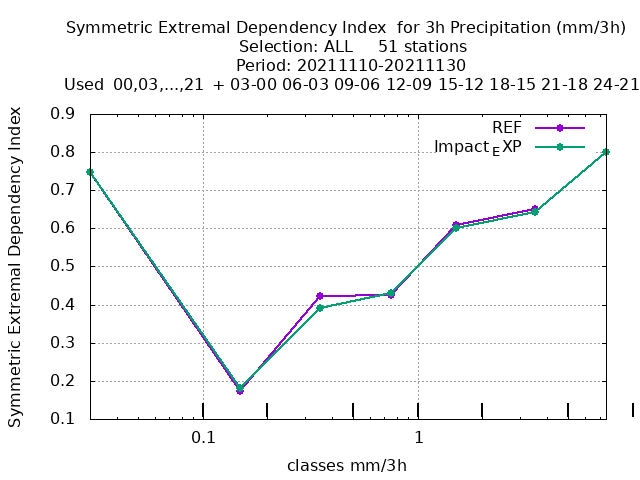 Symmetric Extremal Dependency Index  for 3h Precipitation (mm/3h)
Selection: ALL     51 stations
Period: 20211110-20211130
Used  00,03,...,21  + 03-00 06-03 09-06 12-09 15-12 18-15 21-18 24-21
Symmetric Extremal Dependency Index
0.9
0.8
0.7
0.6
0.5
0.4
0.3
0.2
0.1
REF
Impact_EXP
0.1
1
classes mm/3h